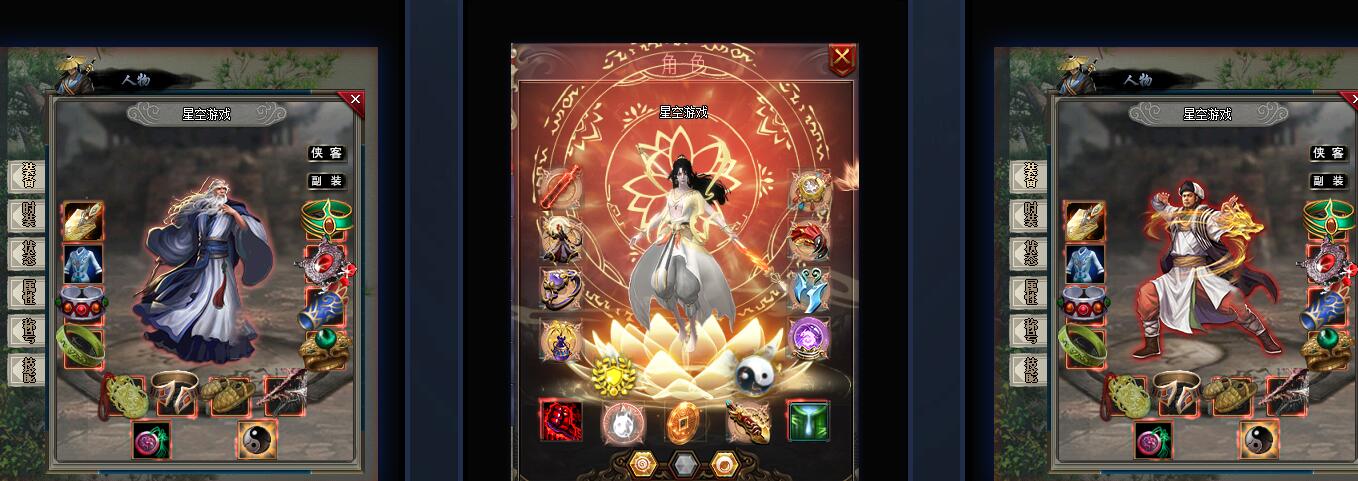 人物
星空游戏
侠客
副装
装备
时装
状态
属性
称号
技能
角色
星空游戏
人物
星空游戏
侠客
副装
装备
时装
状态
属性
称号
技能